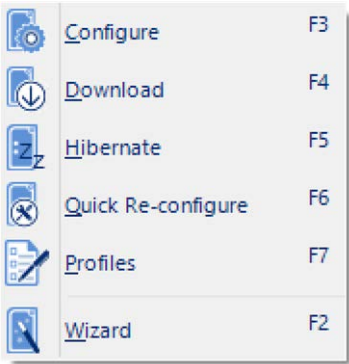 Configure F3
Download F4
Hibernate F5
Quick Re-configure F6
Profiles F7
Wizard F2